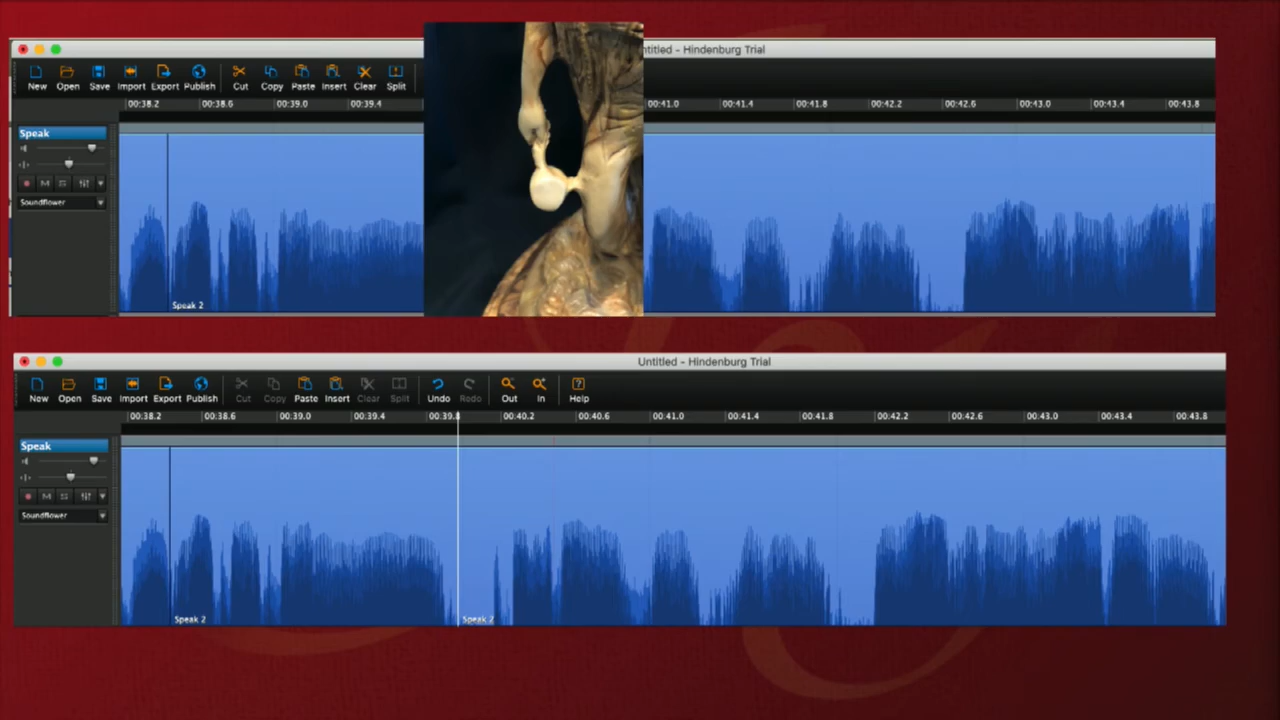 ntitled - Hindenburg Trial
New Open Save Import Export Publish Cut Copy Paste Insert Clear Split
00:38.2 00:38.6 00:39.0 00:39.4 00:41.0 00:41.4 00:41.8 00:42.2 00:42.6 00:43.0 00:43.4 00:43.8
Speak
M S
Soundflower
Speak 2
Untitled - Hindenburg Trial
New Open Save Import Export Publish Cut Copy Paste Insert Clear Split Undo Redo Out In Help
00:38.2 00:38.6 00:39.0 00:39.4 00:39.8 00:40.2 00:40.6 00:41.0 00:41.4 00:41.8 00:42.2 00:42.6 00:43.0 00:43.4 00:43.8
Speak
M S
Soundflower
Speak 2 Speak 2